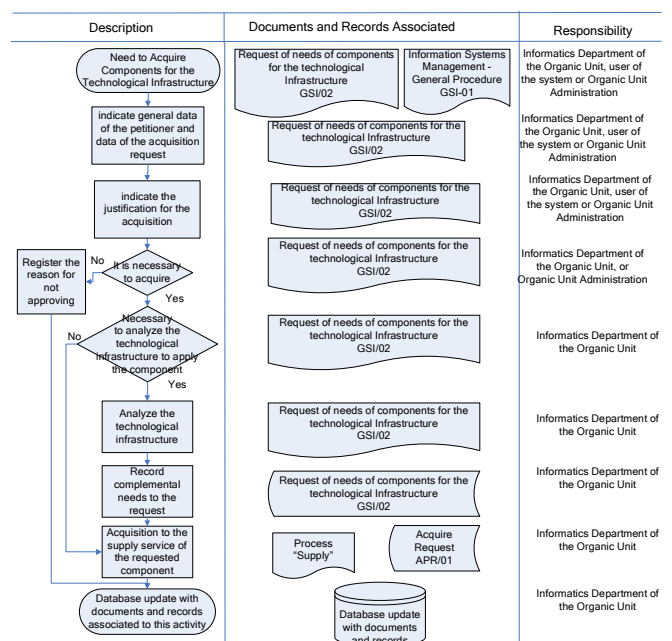 Description
Documents and Records Associated
Responsibility
Need to Acquire
Components for the
Technological Infrastructure
Request of needs of components
for the technological
Infrastructure
GSI/02
Information Systems
Management -
General Procedure
GSI-01
Informatics Department of
the Organic Unit, user of
the system or Organic Unit
Administration
indicate general data
of the petitioner and
data of the acquisition
request
Request of needs of components for the
technological Infrastructure
GSI/02
Informatics Department of
the Organic Unit, user of
the system or Organic Unit
Administration
indicate the
justification for the
acquisition
Request of needs of components for the
technological Infrastructure
GSI/02
Informatics Department of
the Organic Unit, user of
the system or Organic Unit
Administration
Register the
reason for
not
approving
No
It is necessary
to acquire
Yes
Request of needs of components for the
technological Infrastructure
GSI/02
Informatics Department of
the Organic Unit, or
Organic Unit Administration
No
Necessary
to analyze the
technological
infrastructure to apply
the component
Yes
Request of needs of components for the
technological Infrastructure
GSI/02
Informatics Department of
the Organic Unit
Analyze the
technological
infrastructure
Request of needs of components for the
technological Infrastructure
GSI/02
Informatics Department of
the Organic Unit
Record
complemental
needs to the
request
Request of needs of components for the
technological Infrastructure
GSI/02
Informatics Department of
the Organic Unit
Acquisition to the
supply service of
the requested
component
Process
“Supply”
Acquire
Request
APR/01
Informatics Department of
the Organic Unit
Database update with
documents and records
associated to this activity
Database update
with documents
and records
Informatics Department of
the Organic Unit